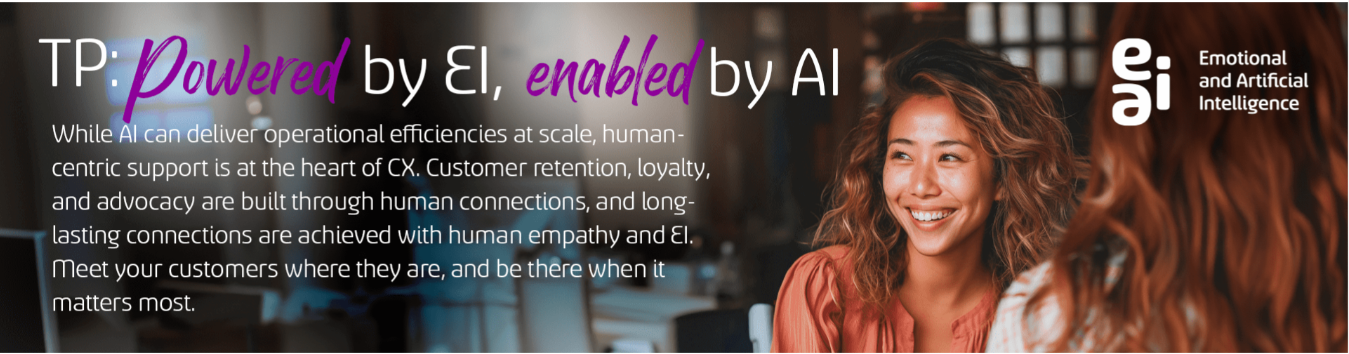 TP: Powered by EI, enabled by AI
While AI can deliver operational efficiencies at scale, human-
centric support is at the heart of CX. Customer retention, loyalty,
and advocacy are built through human connections, and long-
lasting connections are achieved with human empathy and EI.
Meet your customers where they are, and be there when it
matters most.
eai
Emotional
and Artificial
Intelligence